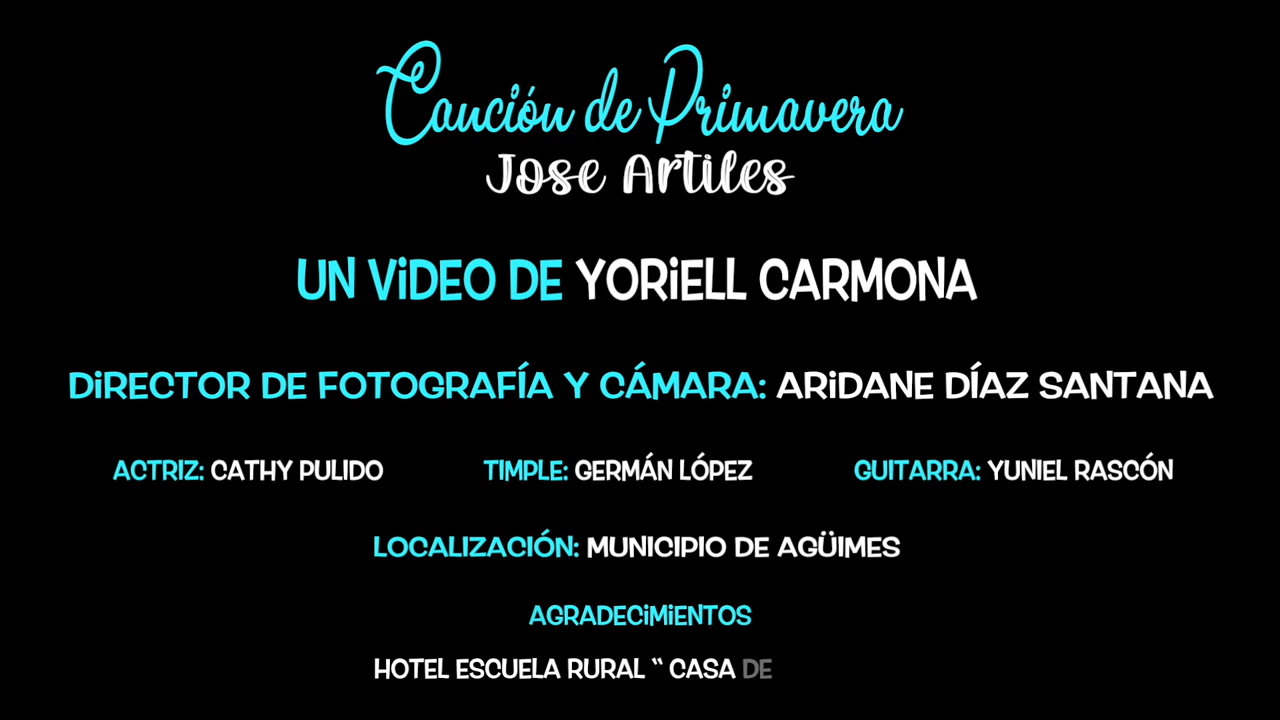 Canción de Primavera
Jose Artiles
UN VIDEO DE YORIELL CARMONA
DIRECTOR DE FOTOGRAFÍA Y CÁMARA: ARIDANE DÍAZ SANTANA
ACTRIZ: CATHY PULIDO TIMPLE: GERMÁN LÓPEZ GUITARRA: YUNIEL RASCÓN
LOCALIZACIÓN: MUNICIPIO DE AGÜIMES
AGRADECIMIENTOS
HOTEL ESCUELA RURAL “ CASA DE